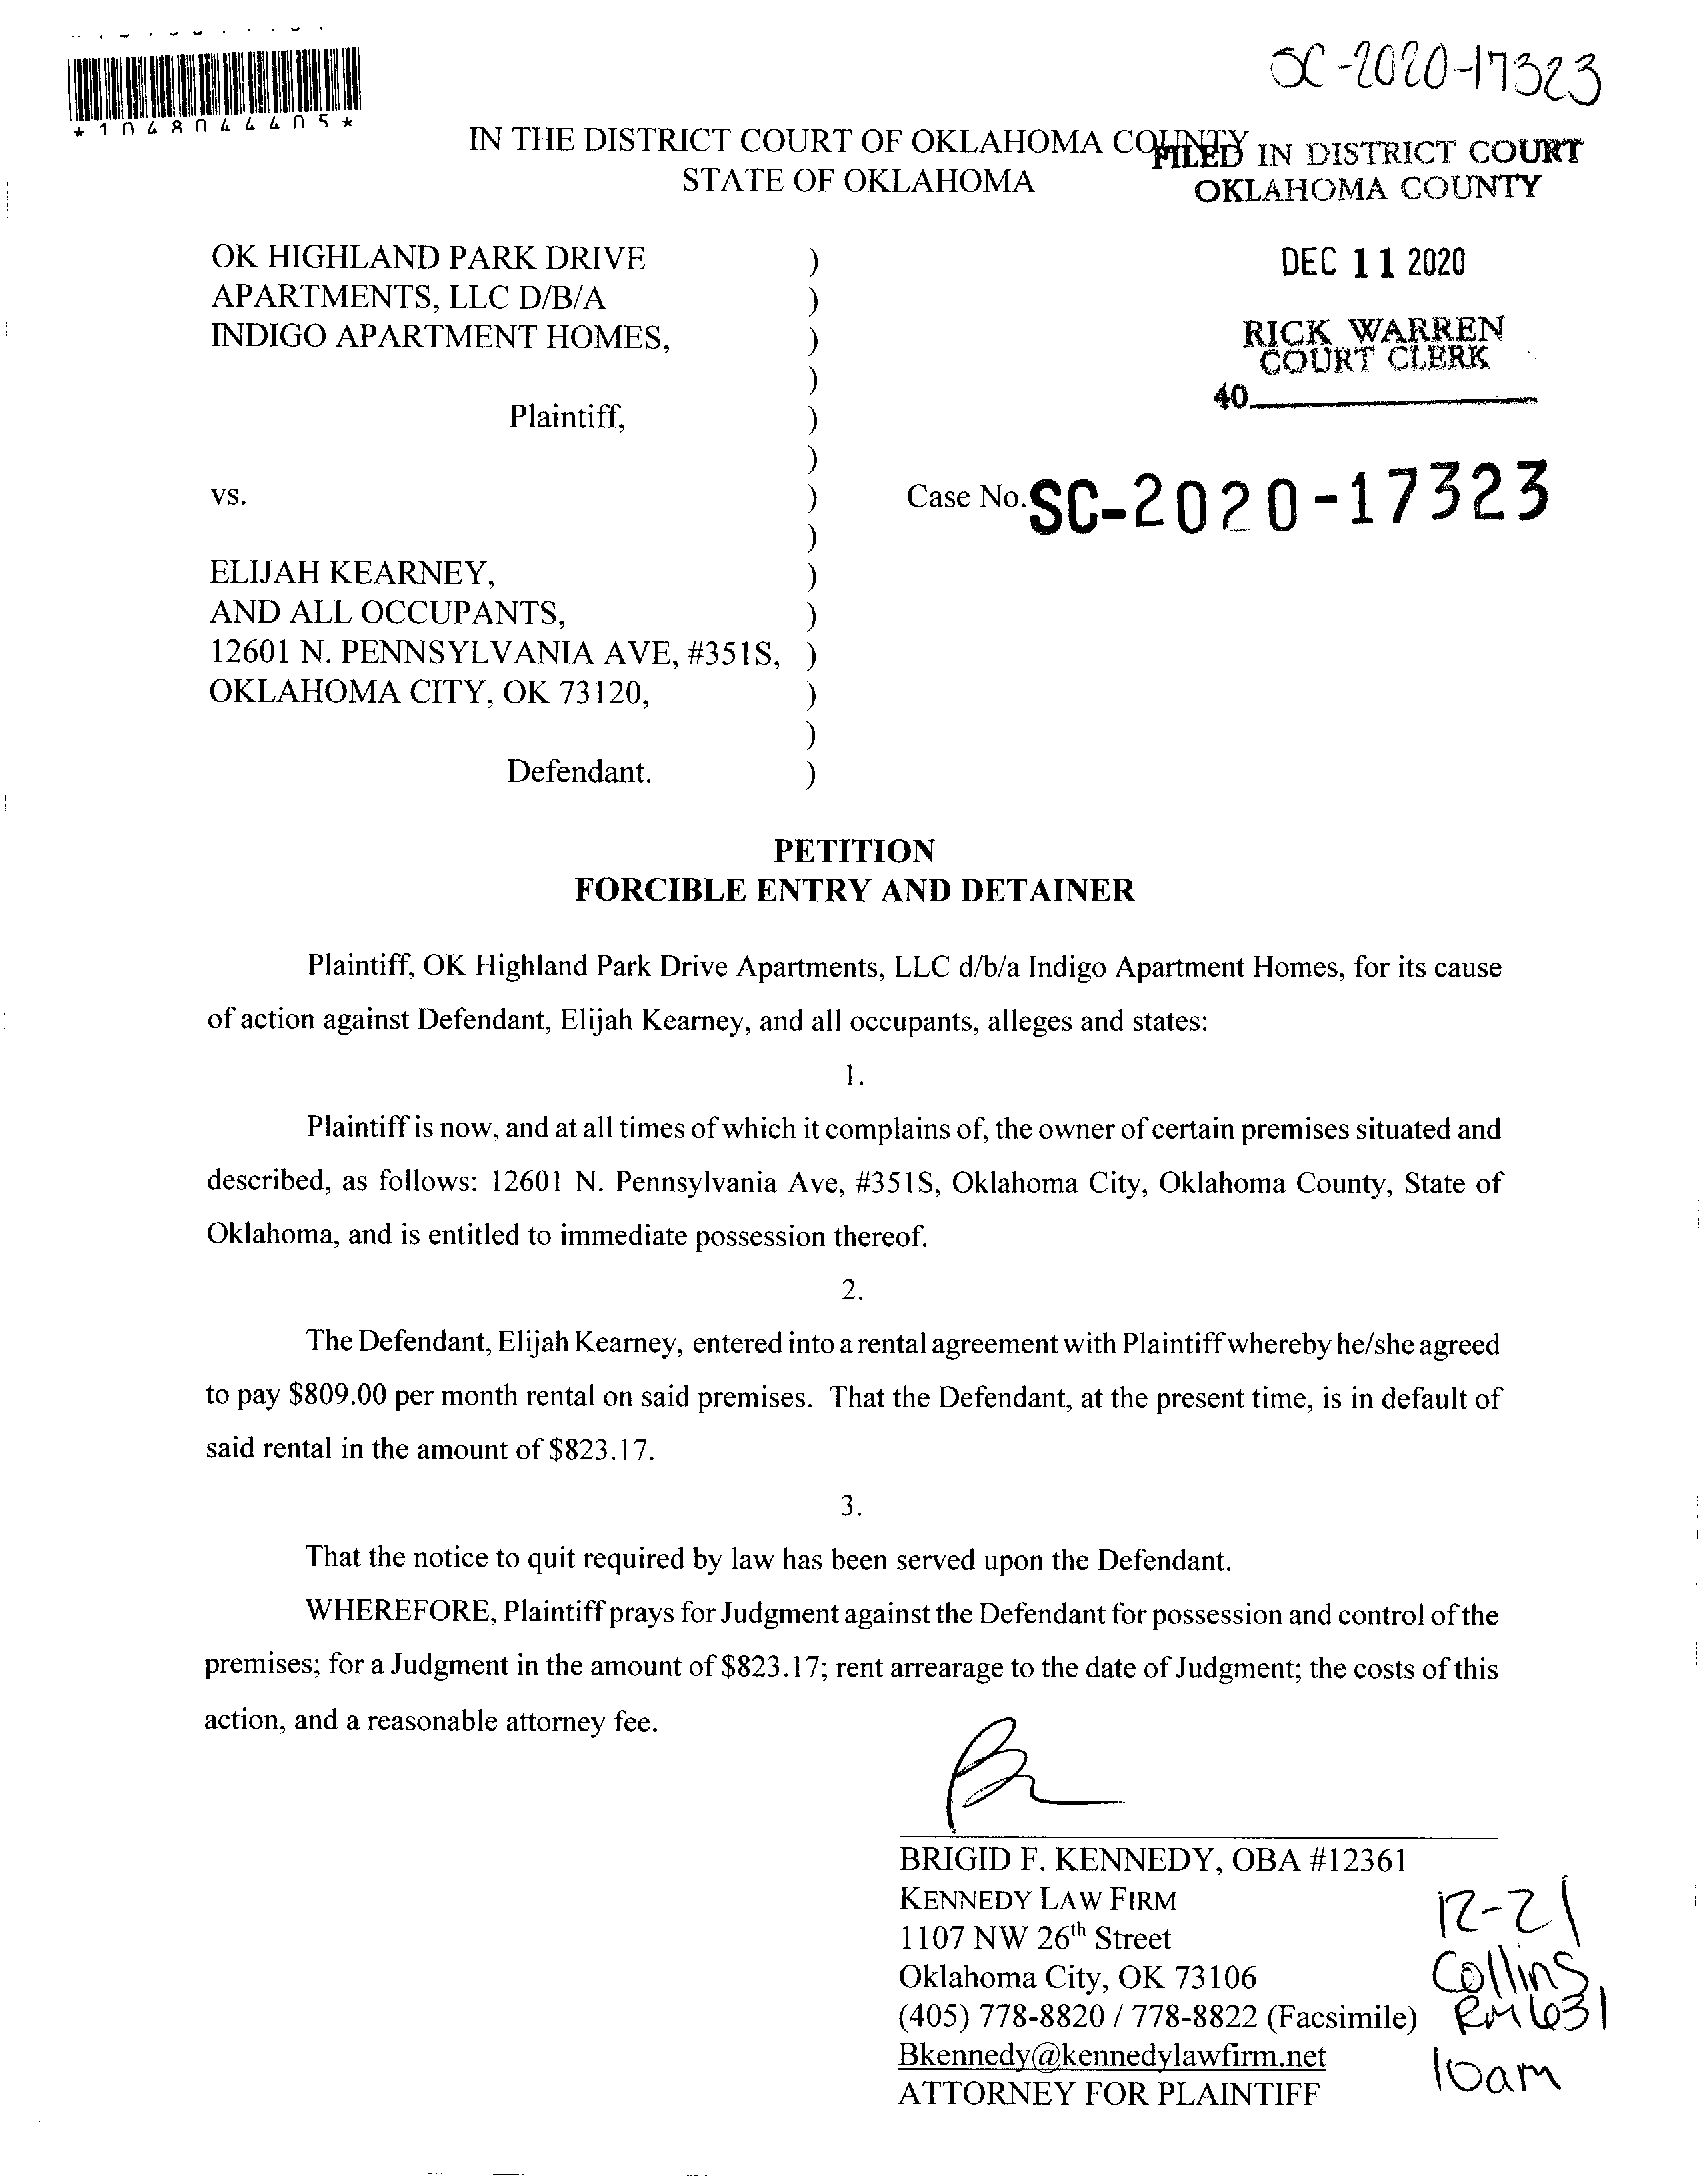 SC-2020-17323
*1048044405*
IN THE DISTRICT COURT OF OKLAHOMA COUNTY
STATE OF OKLAHOMA
FILED IN DISTRICT COURT
OKLAHOMA COUNTY
DEC 11 2020
RICK WARREN
COURT CLERK
40
OK HIGHLAND PARK DRIVE )
APARTMENTS, LLC D/B/A )
INDIGO APARTMENT HOMES, )
)
Plaintiff, )
)
vs. ) Case No. SC-2020-17323
)
ELIJAH KEARNEY, )
AND ALL OCCUPANTS, )
12601 N. PENNSYLVANIA AVE, #351S, )
OKLAHOMA CITY, OK 73120, )
)
Defendant. )
PETITION
FORCIBLE ENTRY AND DETAINER
Plaintiff, OK Highland Park Drive Apartments, LLC d/b/a Indigo Apartment Homes, for its cause
of action against Defendant, Elijah Kearney, and all occupants, alleges and states:
1.
Plaintiff is now, and at all times of which it complains of, the owner of certain premises situated and
described, as follows: 12601 N. Pennsylvania Ave, #351S, Oklahoma City, Oklahoma County, State of
Oklahoma, and is entitled to immediate possession thereof.
2.
The Defendant, Elijah Kearney, entered into a rental agreement with Plaintiff whereby he/she agreed
to pay $809.00 per month rental on said premises. That the Defendant, at the present time, is in default of
said rental in the amount of $823.17.
3.
That the notice to quit required by law has been served upon the Defendant.
WHEREFORE, Plaintiff prays for Judgment against the Defendant for possession and control of the
premises; for a Judgment in the amount of $823.17; rent arrearage to the date of Judgment; the costs of this
action, and a reasonable attorney fee.
BRIGID F. KENNEDY, OBA #12361
KENNEDY LAW FIRM
1107 NW 26th Street
Oklahoma City, OK 73106
(405) 778-8820 / 778-8822 (Facsimile)
Bkennedy@kennedylawfirm.net
ATTORNEY FOR PLAINTIFF
12-21
Collins
RM 631
10am